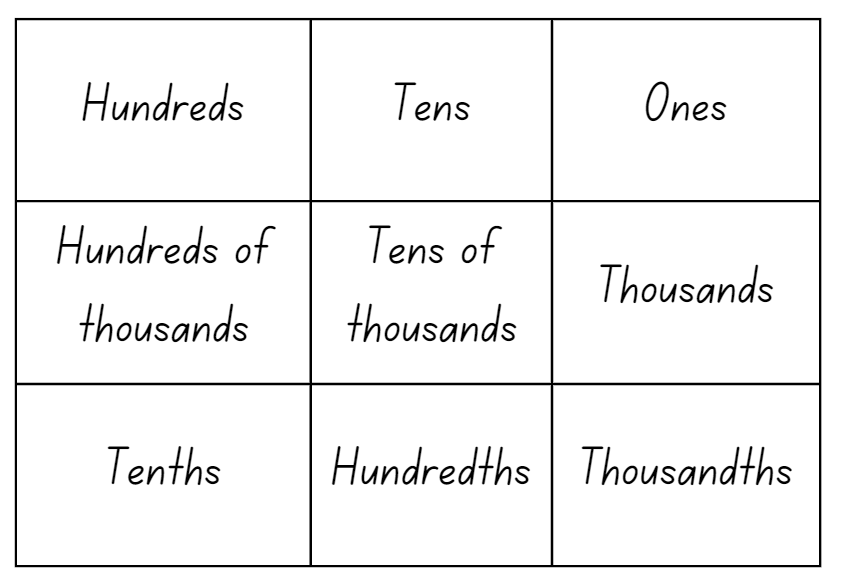 Hundreds
Tens
Ones
Hundreds of
thousands
Tens of
thousands
Thousands
Tenths
Hundredths
Thousandths